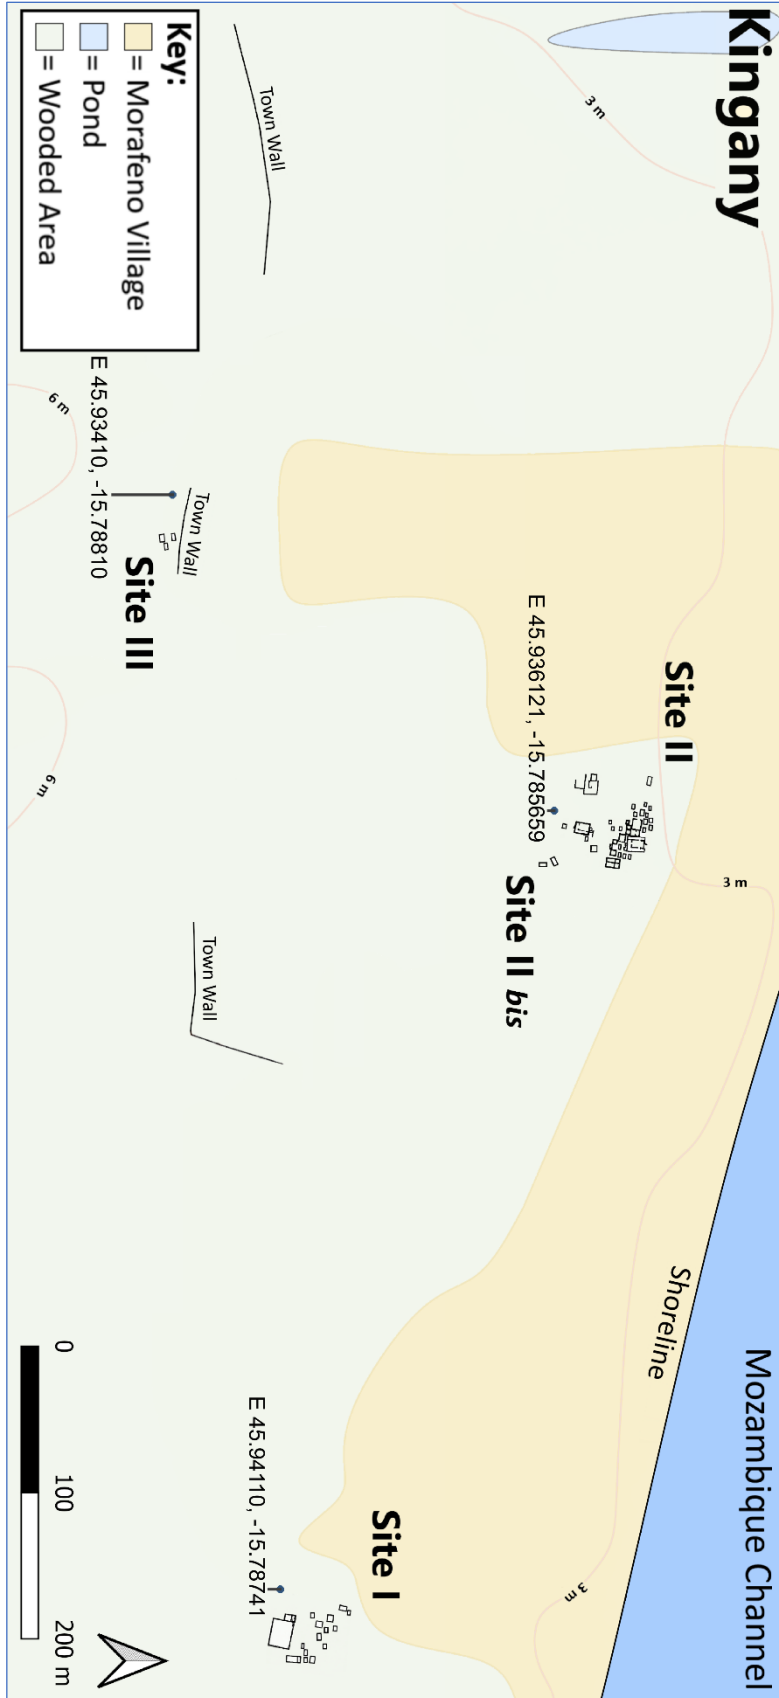 Kingany
3 m
Town Wall
Key:
= Morafeno Village
= Pond
= Wooded Area
6 m
E 45.93410, -15.78810
Town Wall
Site III
Site II
E 45.936121, -15.785659
Site II bis
3 m
6 m
Town Wall
Shoreline
Mozambique Channel
Site I
E 45.94110, -15.78741
3 m
0
100
200 m